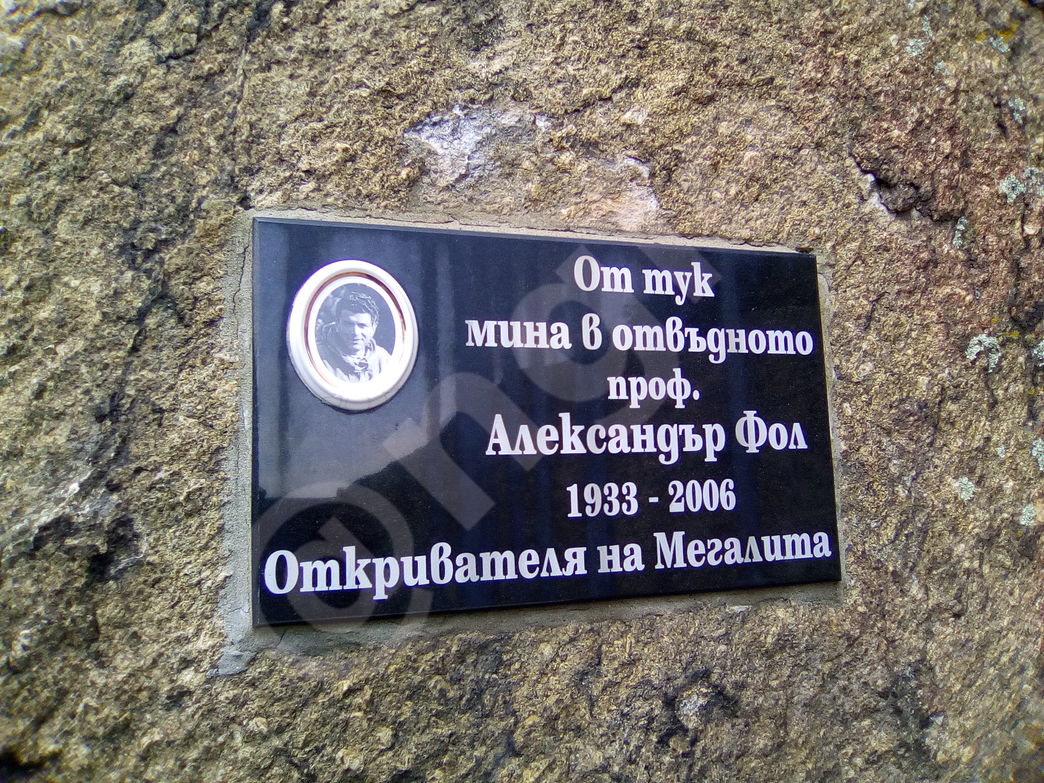 От тук
мина в отвъдното
проф.
Александър Фол
1933 - 2006
Откривателя на Мегалита